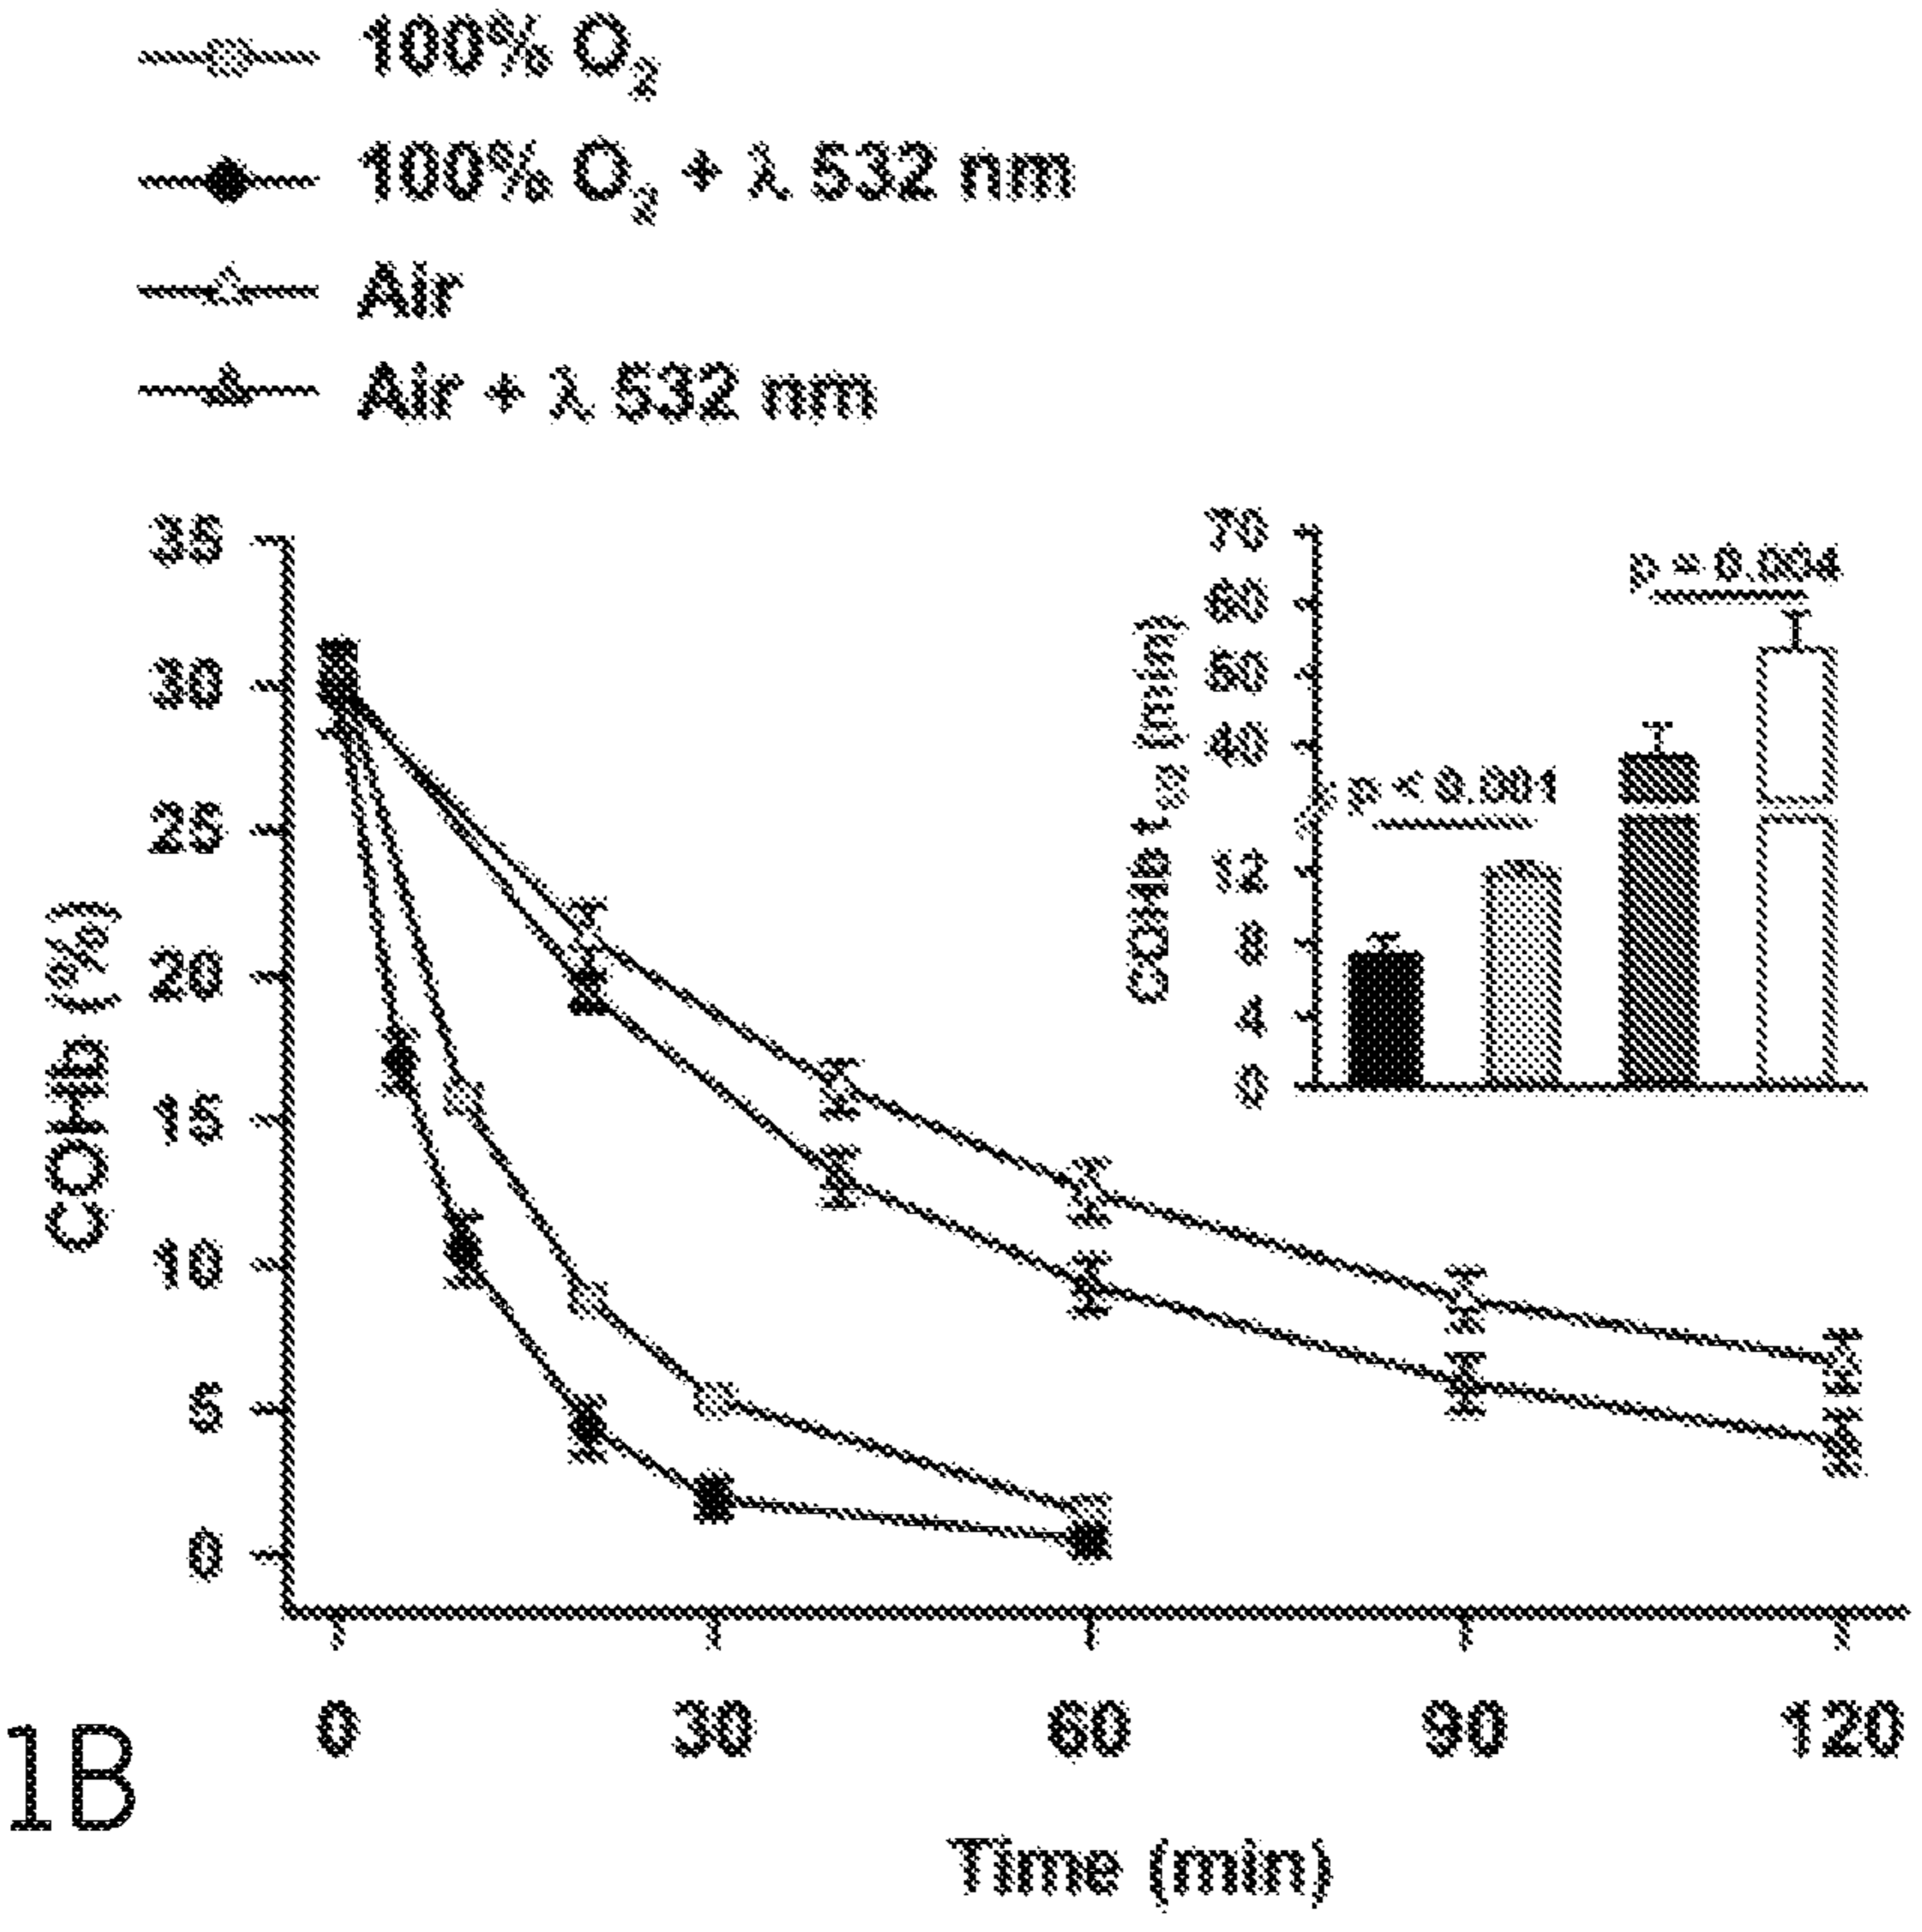 100% O₂
100% O₂ + λ 532 nm
Air
Air + λ 532 nm
35
30
25
20
15
10
5
0
COHb (%)
0
30
60
90
120
Time (min)
70
60
50
40
12
8
4
0
COHb t (min)
p < 0.001
p = 0.004
1B